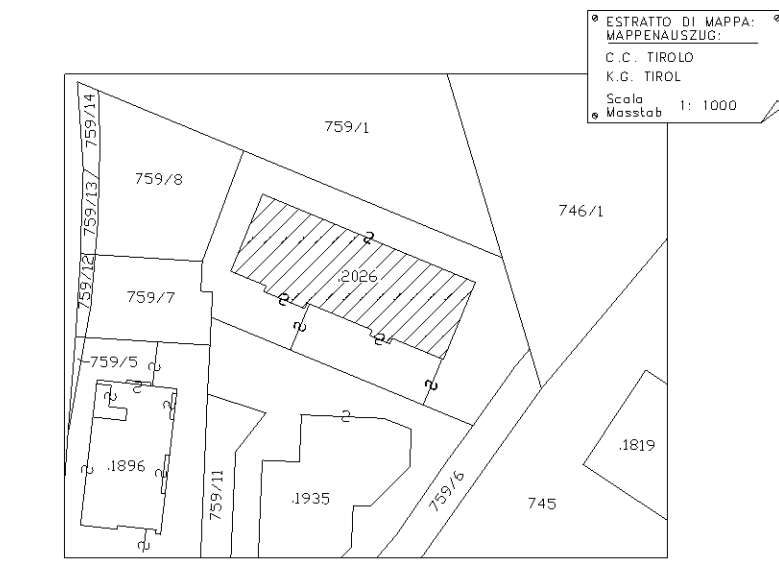 ESTRATTO DI MAPPA:
MAPPENAUSZUG:
C.C. TIROLO
K.G. TIROL
Scala
Masstab 1: 1000
759/14
759/1
759/8
759/13
746/1
759/12
.2026
759/7
759/5
.1819
.1896
759/11
.1935
759/6
745